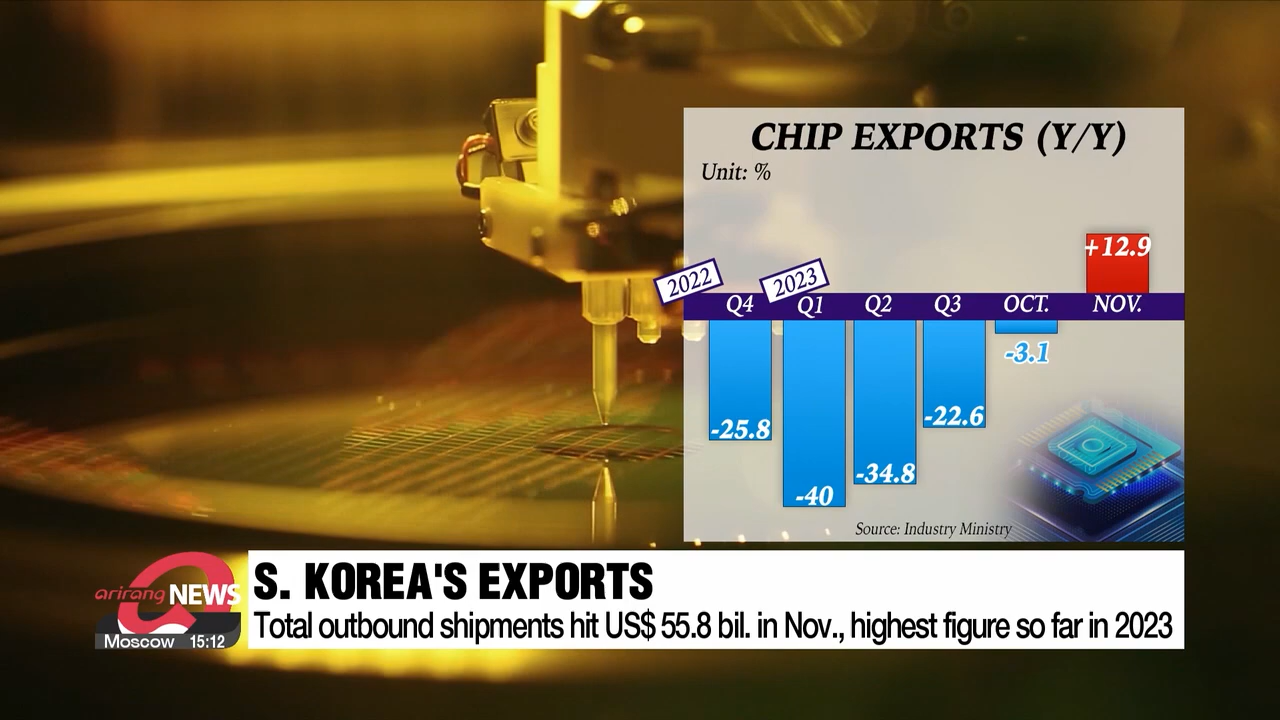 CHIP EXPORTS (Y/Y)
Unit: %
+12.9
2022 2023
Q4 Q1 Q2 Q3 OCT. NOV.
-3.1
-25.8 -22.6
-34.8
-40
Source: Industry Ministry
S. KOREA'S EXPORTS
arirang NEWS
Total outbound shipments hit US$ 55.8 bil. in Nov., highest figure so far in 2023
Moscow 15:12